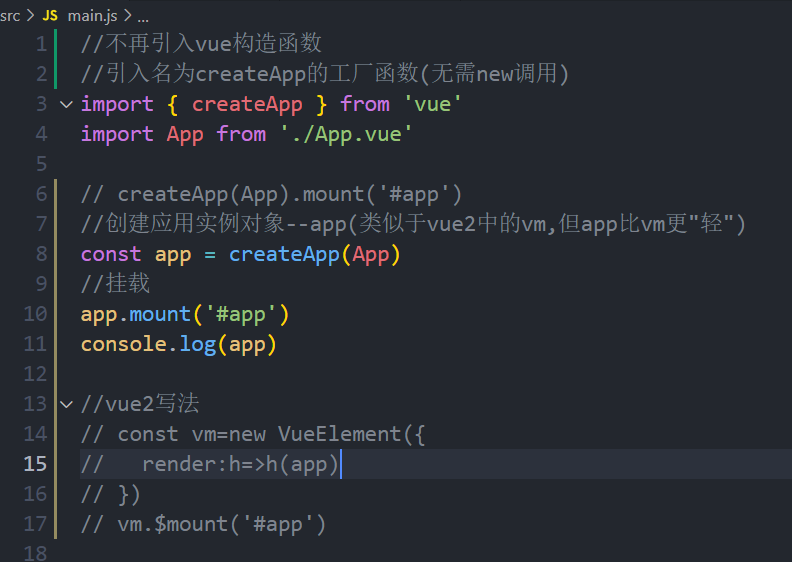 src > JS main.js > ...
1 //不再引入vue构造函数
2 //引入名为createApp的工厂函数(无需new调用)
3 import { createApp } from 'vue'
4 import App from './App.vue'
5
6 // createApp(App).mount('#app')
7 //创建应用实例对象--app(类似于vue2中的vm,但app比vm更"轻")
8 const app = createApp(App)
9 //挂载
10 app.mount('#app')
11 console.log(app)
12
13 //vue2写法
14 // const vm=new VueElement({
15 //   render:h=>h(app)
16 // })
17 // vm.$mount('#app')
18